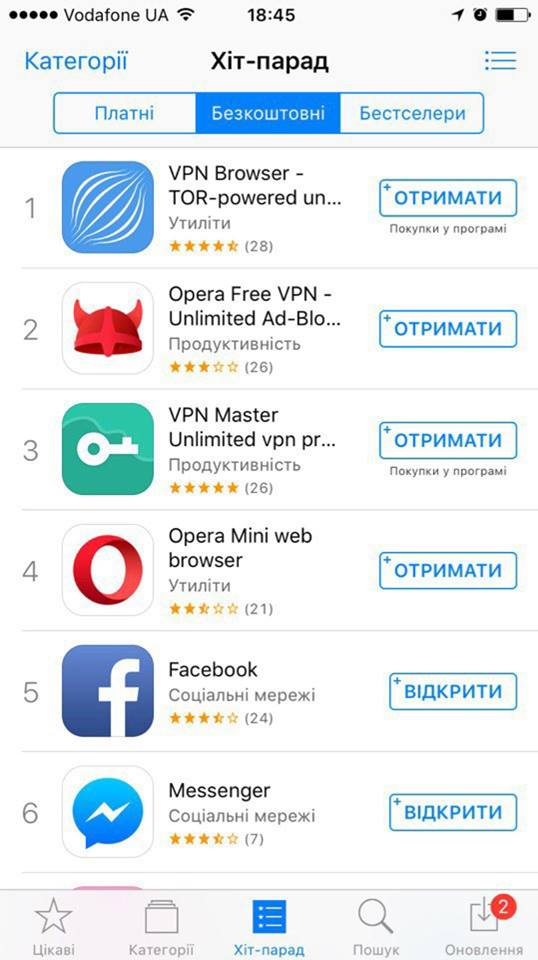 Vodafone UA
18:45
Категорії
Хіт-парад
Платні
Безкоштовні
Бестселери
1
VPN Browser -
TOR-powered un...
Утиліти
(28)
+ОТРИМАТИ
Покупки у програмі
2
Opera Free VPN -
Unlimited Ad-Blo...
Продуктивність
(26)
+ОТРИМАТИ
3
VPN Master
Unlimited vpn pr...
Продуктивність
(26)
+ОТРИМАТИ
Покупки у програмі
4
Opera Mini web
browser
Утиліти
(21)
+ОТРИМАТИ
5
Facebook
Соціальні мережі
(24)
+ВІДКРИТИ
6
Messenger
Соціальні мережі
(7)
+ВІДКРИТИ
Цікаві
Категорії
Хіт-парад
Пошук
2
Оновлення